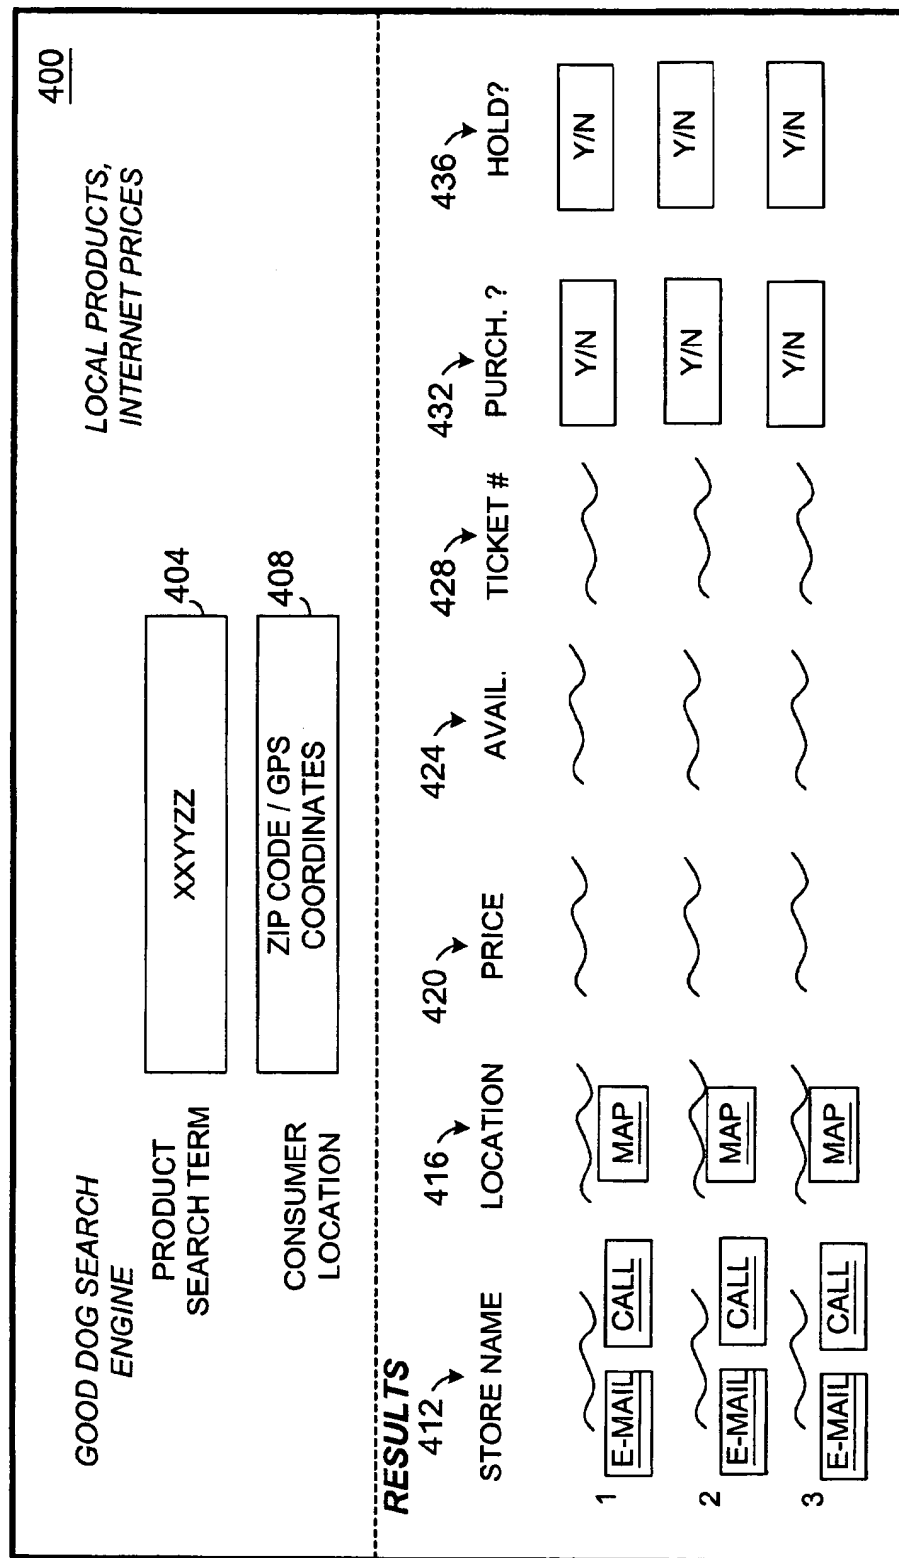 400
GOOD DOG SEARCH
ENGINE
LOCAL PRODUCTS,
INTERNET PRICES
PRODUCT
SEARCH TERM
XXYYZZ
404
CONSUMER
LOCATION
ZIP CODE / GPS
COORDINATES
408
RESULTS
412 416 420 424 428 432 436
STORE NAME LOCATION PRICE AVAIL. TICKET # PURCH. ? HOLD?
1 E-MAIL CALL MAP Y/N Y/N
2 E-MAIL CALL MAP Y/N Y/N
3 E-MAIL CALL MAP Y/N Y/N